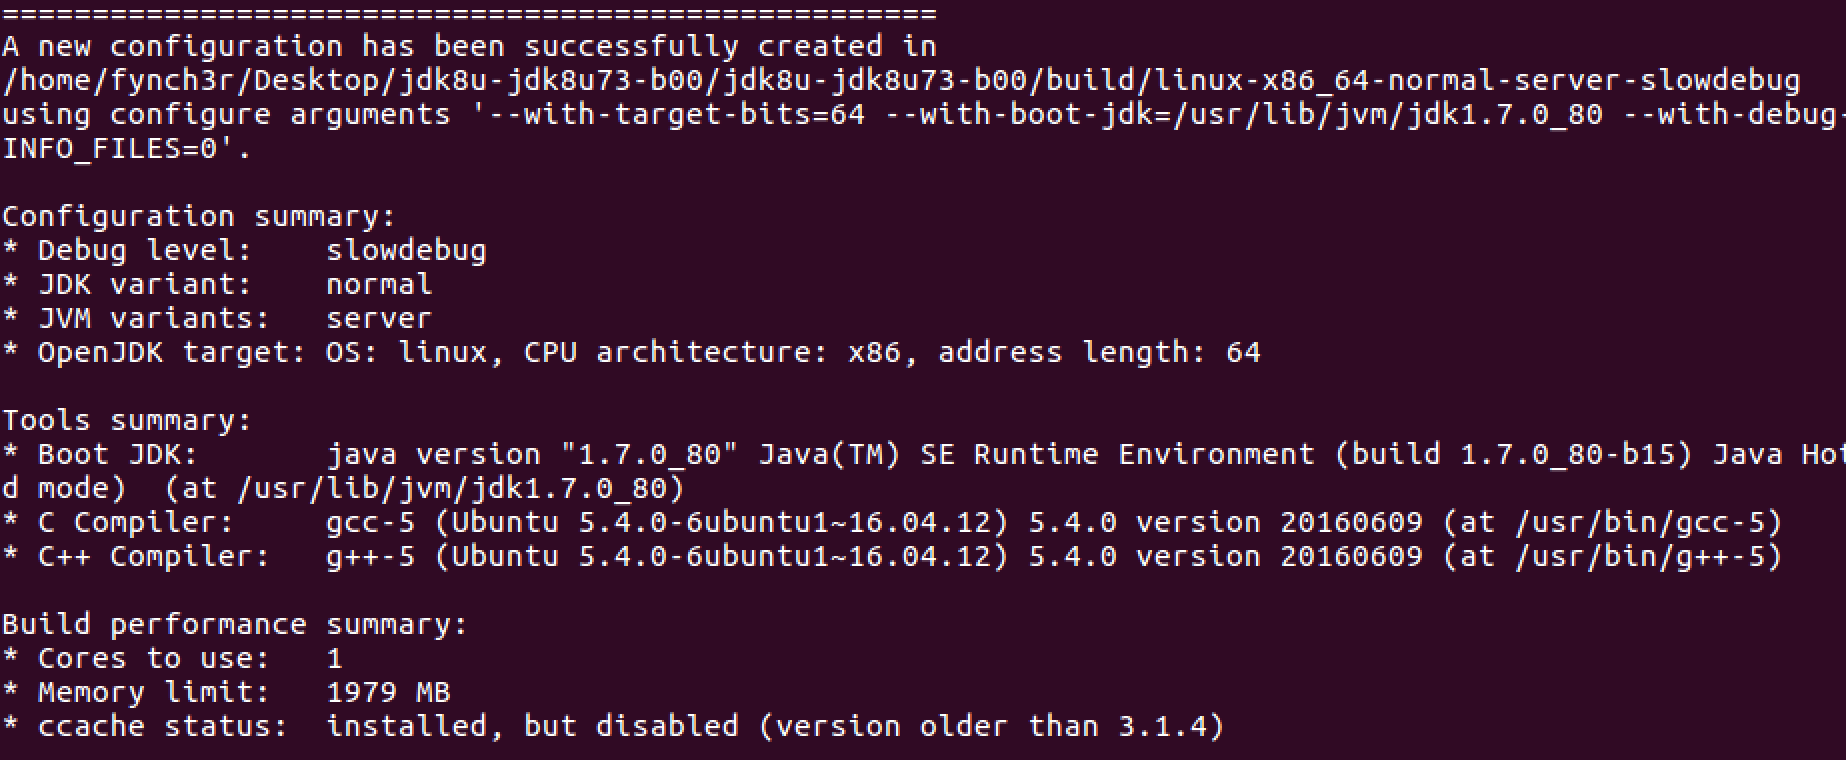 ====================================================
A new configuration has been successfully created in
/home/fynch3r/Desktop/jdk8u-jdk8u73-b00/jdk8u-jdk8u73-b00/build/linux-x86_64-normal-server-slowdebug
using configure arguments '--with-target-bits=64 --with-boot-jdk=/usr/lib/jvm/jdk1.7.0_80 --with-debug-
INFO_FILES=0'.
Configuration summary:
* Debug level:    slowdebug
* JDK variant:    normal
* JVM variants:   server
* OpenJDK target: OS: linux, CPU architecture: x86, address length: 64
Tools summary:
* Boot JDK:       java version "1.7.0_80" Java(TM) SE Runtime Environment (build 1.7.0_80-b15) Java Hot
d mode)  (at /usr/lib/jvm/jdk1.7.0_80)
* C Compiler:     gcc-5 (Ubuntu 5.4.0-6ubuntu1~16.04.12) 5.4.0 version 20160609 (at /usr/bin/gcc-5)
* C++ Compiler:   g++-5 (Ubuntu 5.4.0-6ubuntu1~16.04.12) 5.4.0 version 20160609 (at /usr/bin/g++-5)
Build performance summary:
* Cores to use:   1
* Memory limit:   1979 MB
* ccache status:  installed, but disabled (version older than 3.1.4)